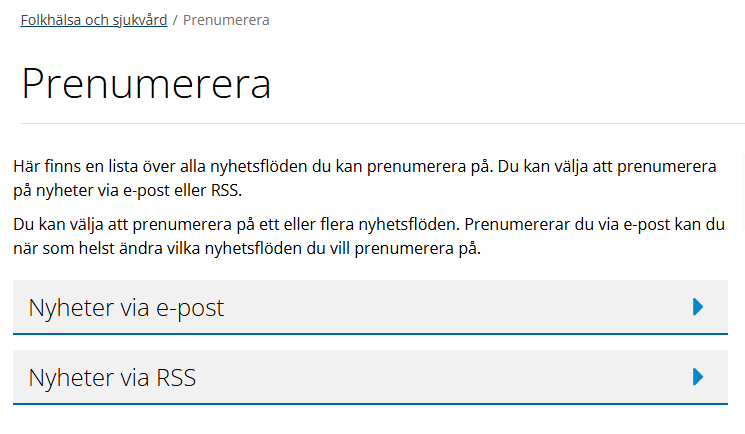 Folkhälsa och sjukvård / Prenumerera
Prenumerera
Här finns en lista över alla nyhetsflöden du kan prenumerera på. Du kan välja att prenumerera
på nyheter via e-post eller RSS.
Du kan välja att prenumerera på ett eller flera nyhetsflöden. Prenumererar du via e-post kan du
när som helst ändra vilka nyhetsflöden du vill prenumerera på.
Nyheter via e-post
Nyheter via RSS